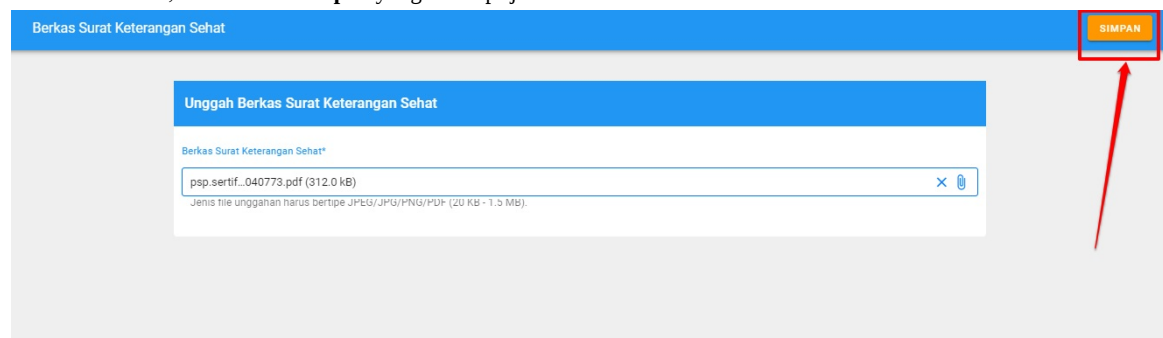 Berkas Surat Keterangan Sehat
SIMPAN
Unggah Berkas Surat Keterangan Sehat
Berkas Surat Keterangan Sehat*
psp.sertif...040773.pdf (312.0 kB)
Jenis file unggahan harus bertipe JPEG/JPG/PNG/PDF (20 KB - 1.5 MB).